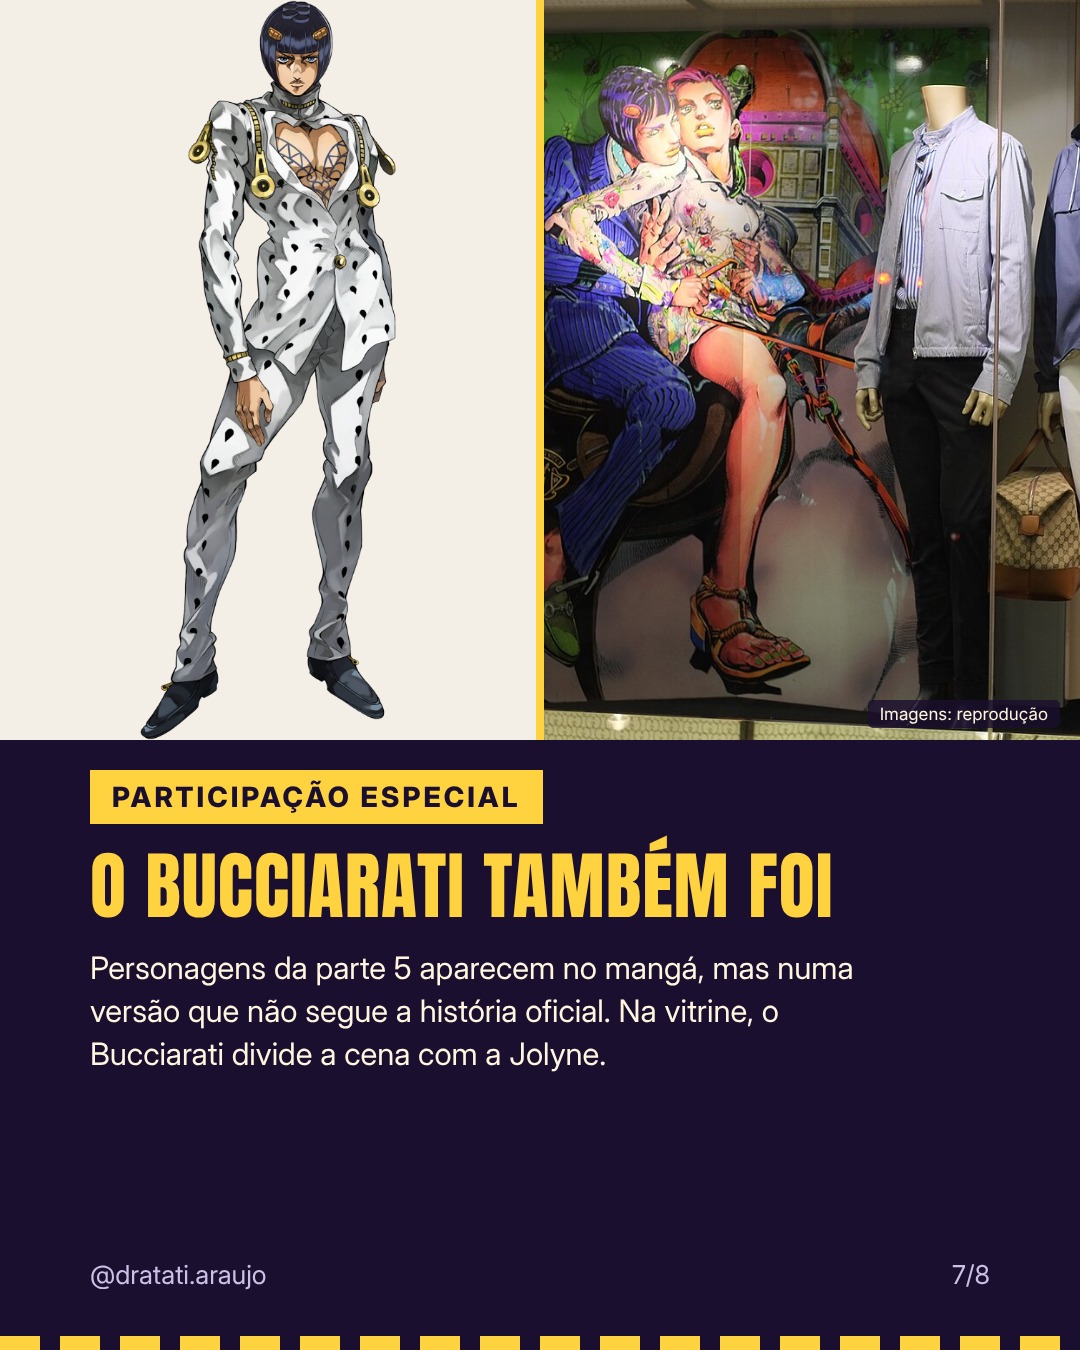 Imagens: reprodução
PARTICIPAÇÃO ESPECIAL
O BUCCIARATI TAMBÉM FOI
Personagens da parte 5 aparecem no mangá, mas numa
versão que não segue a história oficial. Na vitrine, o
Bucciarati divide a cena com a Jolyne.
@dratati.araujo
7/8